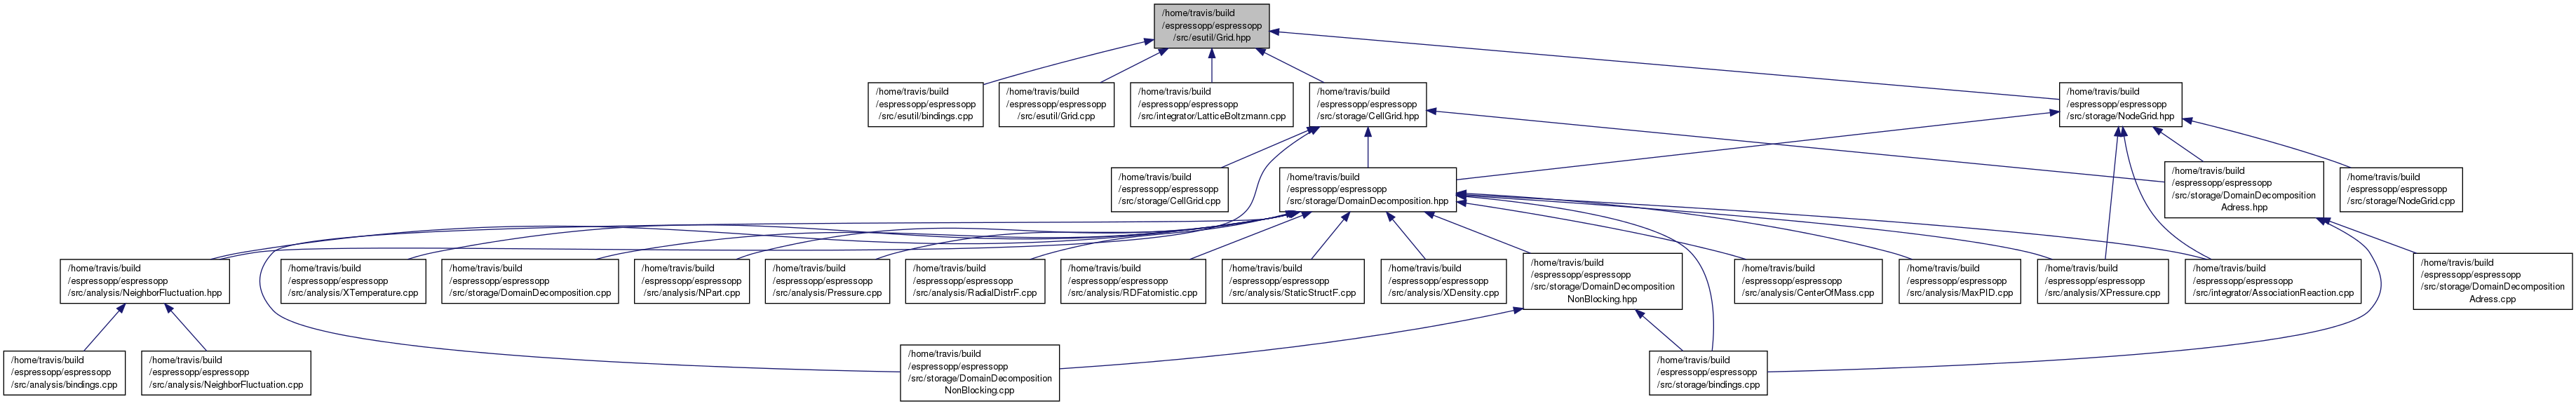 /home/travis/build
/espressopp/espressopp
/src/esutil/Grid.hpp
/home/travis/build
/espressopp/espressopp
/src/esutil/bindings.cpp
/home/travis/build
/espressopp/espressopp
/src/esutil/Grid.cpp
/home/travis/build
/espressopp/espressopp
/src/integrator/LatticeBoltzmann.cpp
/home/travis/build
/espressopp/espressopp
/src/storage/CellGrid.hpp
/home/travis/build
/espressopp/espressopp
/src/storage/NodeGrid.hpp
/home/travis/build
/espressopp/espressopp
/src/storage/CellGrid.cpp
/home/travis/build
/espressopp/espressopp
/src/storage/DomainDecomposition.hpp
/home/travis/build
/espressopp/espressopp
/src/storage/DomainDecomposition
Adress.hpp
/home/travis/build
/espressopp/espressopp
/src/storage/NodeGrid.cpp
/home/travis/build
/espressopp/espressopp
/src/analysis/NeighborFluctuation.hpp
/home/travis/build
/espressopp/espressopp
/src/analysis/XTemperature.cpp
/home/travis/build
/espressopp/espressopp
/src/storage/DomainDecomposition.cpp
/home/travis/build
/espressopp/espressopp
/src/analysis/NPart.cpp
/home/travis/build
/espressopp/espressopp
/src/analysis/Pressure.cpp
/home/travis/build
/espressopp/espressopp
/src/analysis/RadialDistrF.cpp
/home/travis/build
/espressopp/espressopp
/src/analysis/RDFatomistic.cpp
/home/travis/build
/espressopp/espressopp
/src/analysis/StaticStructF.cpp
/home/travis/build
/espressopp/espressopp
/src/analysis/XDensity.cpp
/home/travis/build
/espressopp/espressopp
/src/storage/DomainDecomposition
NonBlocking.hpp
/home/travis/build
/espressopp/espressopp
/src/analysis/CenterOfMass.cpp
/home/travis/build
/espressopp/espressopp
/src/analysis/MaxPID.cpp
/home/travis/build
/espressopp/espressopp
/src/analysis/XPressure.cpp
/home/travis/build
/espressopp/espressopp
/src/integrator/AssociationReaction.cpp
/home/travis/build
/espressopp/espressopp
/src/storage/DomainDecomposition
Adress.cpp
/home/travis/build
/espressopp/espressopp
/src/analysis/bindings.cpp
/home/travis/build
/espressopp/espressopp
/src/analysis/NeighborFluctuation.cpp
/home/travis/build
/espressopp/espressopp
/src/storage/DomainDecomposition
NonBlocking.cpp
/home/travis/build
/espressopp/espressopp
/src/storage/bindings.cpp